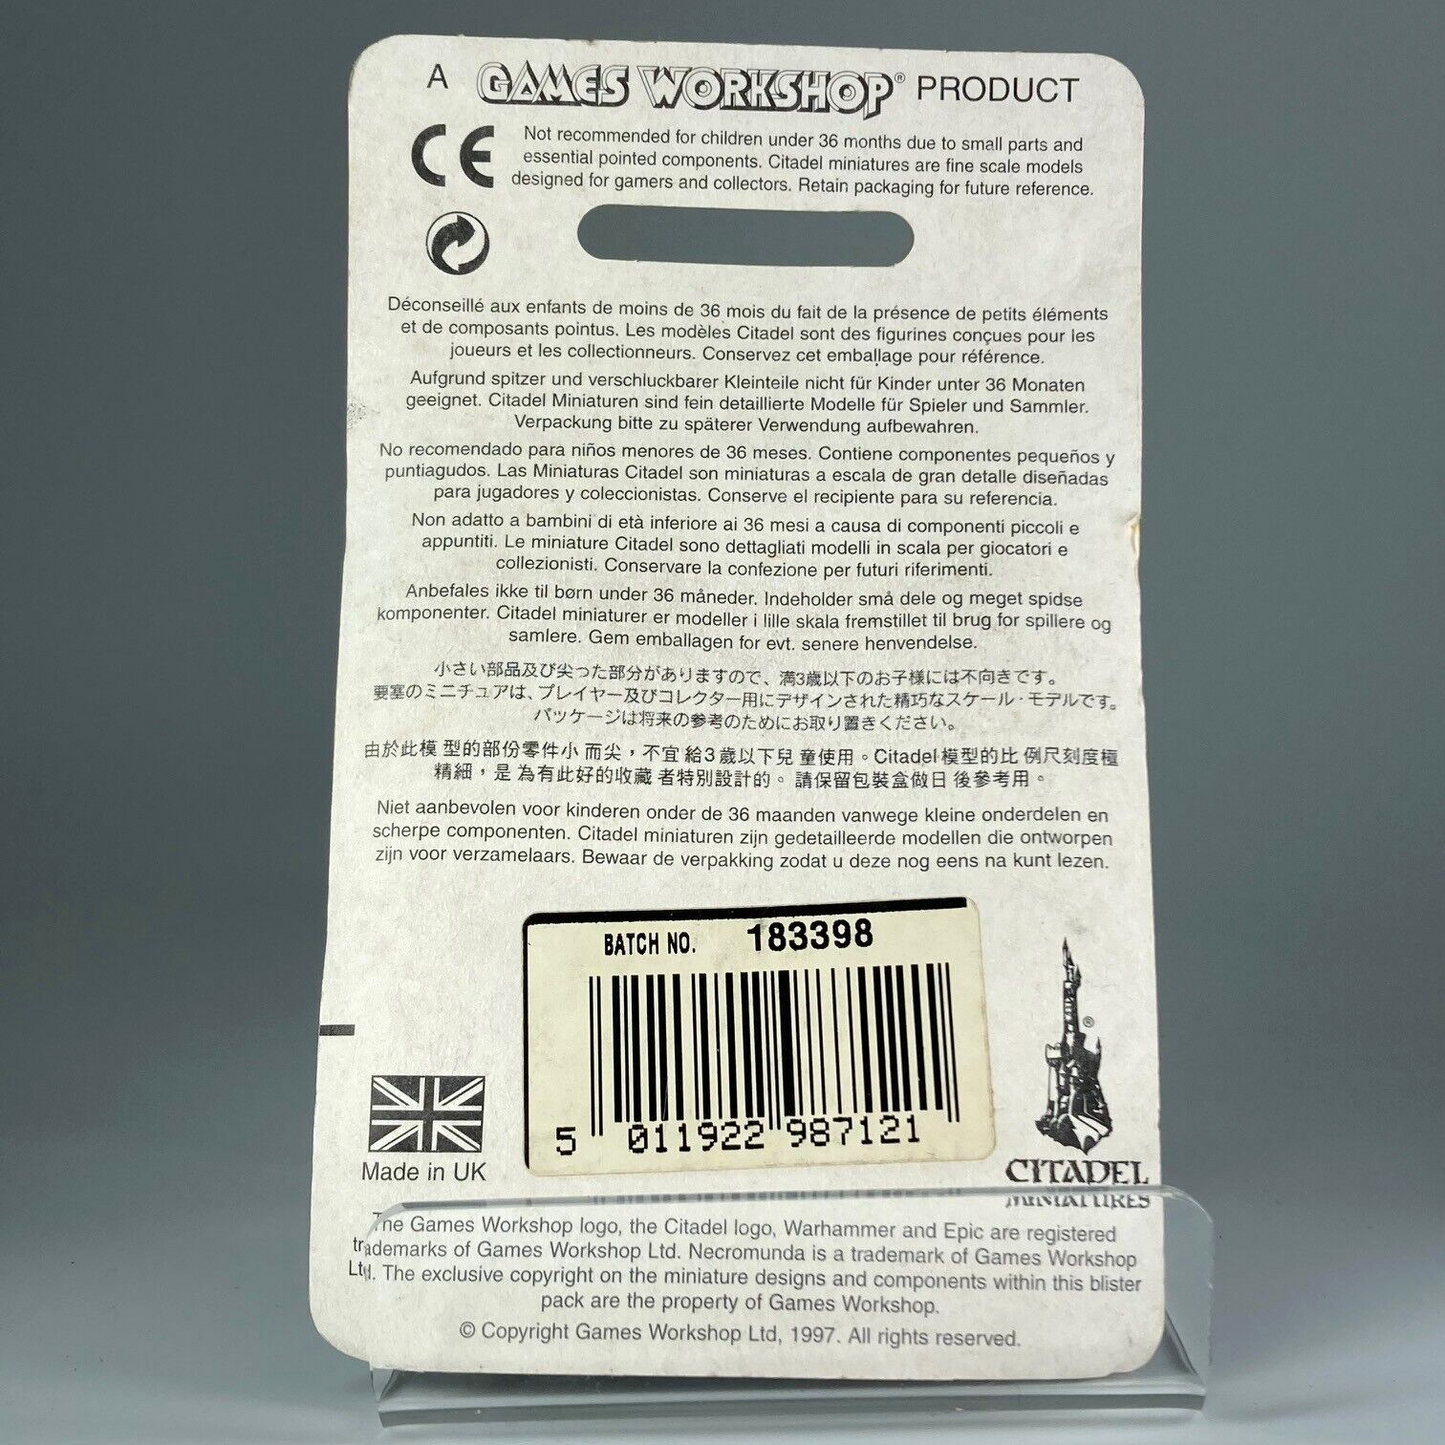 A GAMES WORKSHOP® PRODUCT
CE
Not recommended for children under 36 months due to small parts and
essential pointed components. Citadel miniatures are fine scale models
designed for gamers and collectors. Retain packaging for future reference.
Déconseillé aux enfants de moins de 36 mois du fait de la présence de petits éléments
et de composants pointus. Les modèles Citadel sont des figurines conçues pour les
joueurs et les collectionneurs. Conservez cet emballage pour référence.
Aufgrund spitzer und verschluckbarer Kleinteile nicht für Kinder unter 36 Monaten
geeignet. Citadel Miniaturen sind fein detaillierte Modelle für Spieler und Sammler.
Verpackung bitte zu späterer Verwendung aufbewahren.
No recomendado para niños menores de 36 meses. Contiene componentes pequeños y
puntiagudos. Las Miniaturas Citadel son miniaturas a escala de gran detalle diseñadas
para jugadores y coleccionistas. Conserve el recipiente para su referencia.
Non adatto a bambini di età inferiore ai 36 mesi a causa di componenti piccoli e
appuntiti. Le miniature Citadel sono dettagliati modelli in scala per giocatori e
collezionisti. Conservare la confezione per futuri riferimenti.
Anbefales ikke til børn under 36 måneder. Indeholder små dele og meget spidse
komponenter. Citadel miniaturer er modeller i lille skala fremstillet til brug for spillere og
samlere. Gem emballagen for evt. senere henvendelse.
小さい部品及び尖った部分がありますので、満3歳以下のお子様には不向きです。
要塞のミニチュアは、プレイヤー及びコレクター用にデザインされた精巧なスケール・モデルです。
パッケージは将来の参考のためにお取り置きください。
由於此模 型的部份零件小 而尖，不宜 給3 歲以下兒 童使用。Citadel 模型的比 例尺刻度極
精細，是 為有此好的收藏 者特別設計的。 請保留包裝盒做日 後參考用。
Niet aanbevolen voor kinderen onder de 36 maanden vanwege kleine onderdelen en
scherpe componenten. Citadel miniaturen zijn gedetailleerde modellen die ontworpen
zijn voor verzamelaars. Bewaar de verpakking zodat u deze nog eens na kunt lezen.
BATCH NO. 183398
5 011922 987121
®
CITADEL
MINIATURES
Made in UK
The Games Workshop logo, the Citadel logo, Warhammer and Epic are registered
trademarks of Games Workshop Ltd. Necromunda is a trademark of Games Workshop
Ltd. The exclusive copyright on the miniature designs and components within this blister
pack are the property of Games Workshop.
© Copyright Games Workshop Ltd, 1997. All rights reserved.